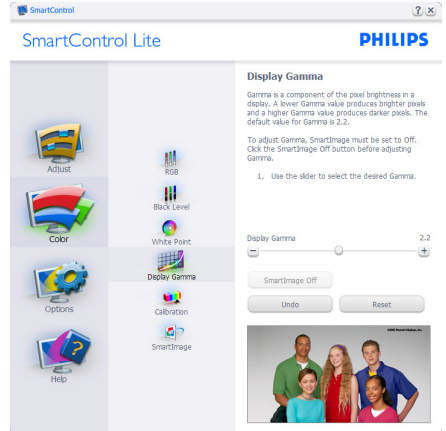 SmartControl
SmartControl Lite
PHILIPS
Adjust
Color
Options
Help
RGB
Black Level
White Point
Display Gamma
Calibration
SmartImage
Display Gamma
Gamma is a component of the pixel brightness in a
display. A lower Gamma value produces brighter pixels
and a higher Gamma value produces darker pixels. The
default value for Gamma is 2.2.
To adjust Gamma, SmartImage must be set to Off.
Click the SmartImage Off button before adjusting
Gamma.
1. Use the slider to select the desired Gamma.
Display Gamma 2.2
SmartImage Off
Undo Reset